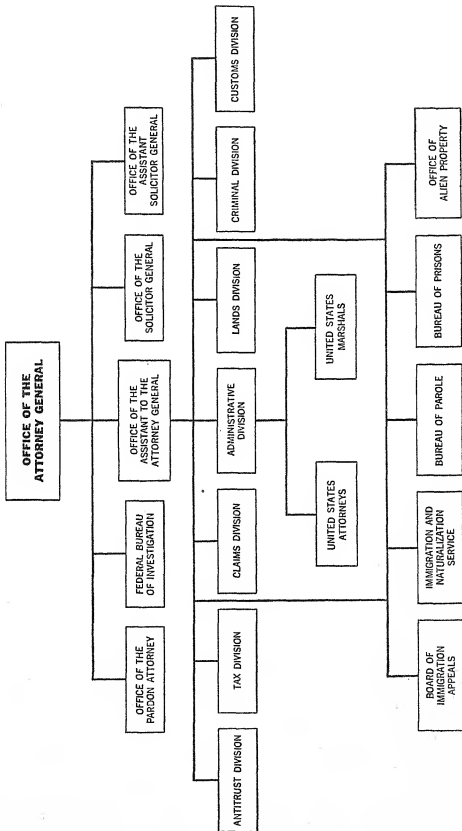 OFFICE OF THE
ATTORNEY GENERAL
OFFICE OF THE
PARDON ATTORNEY
FEDERAL BUREAU
OF INVESTIGATION
OFFICE OF THE
ASSISTANT TO THE
ATTORNEY GENERAL
OFFICE OF THE
SOLICITOR GENERAL
OFFICE OF THE
ASSISTANT
SOLICITOR GENERAL
ANTITRUST DIVISION
TAX DIVISION
CLAIMS DIVISION
ADMINISTRATIVE
DIVISION
LANDS DIVISION
CRIMINAL DIVISION
CUSTOMS DIVISION
UNITED STATES
ATTORNEYS
UNITED STATES
MARSHALS
BOARD OF
IMMIGRATION
APPEALS
IMMIGRATION AND
NATURALIZATION
SERVICE
BUREAU OF PAROLE
BUREAU OF PRISONS
OFFICE OF
ALIEN PROPERTY